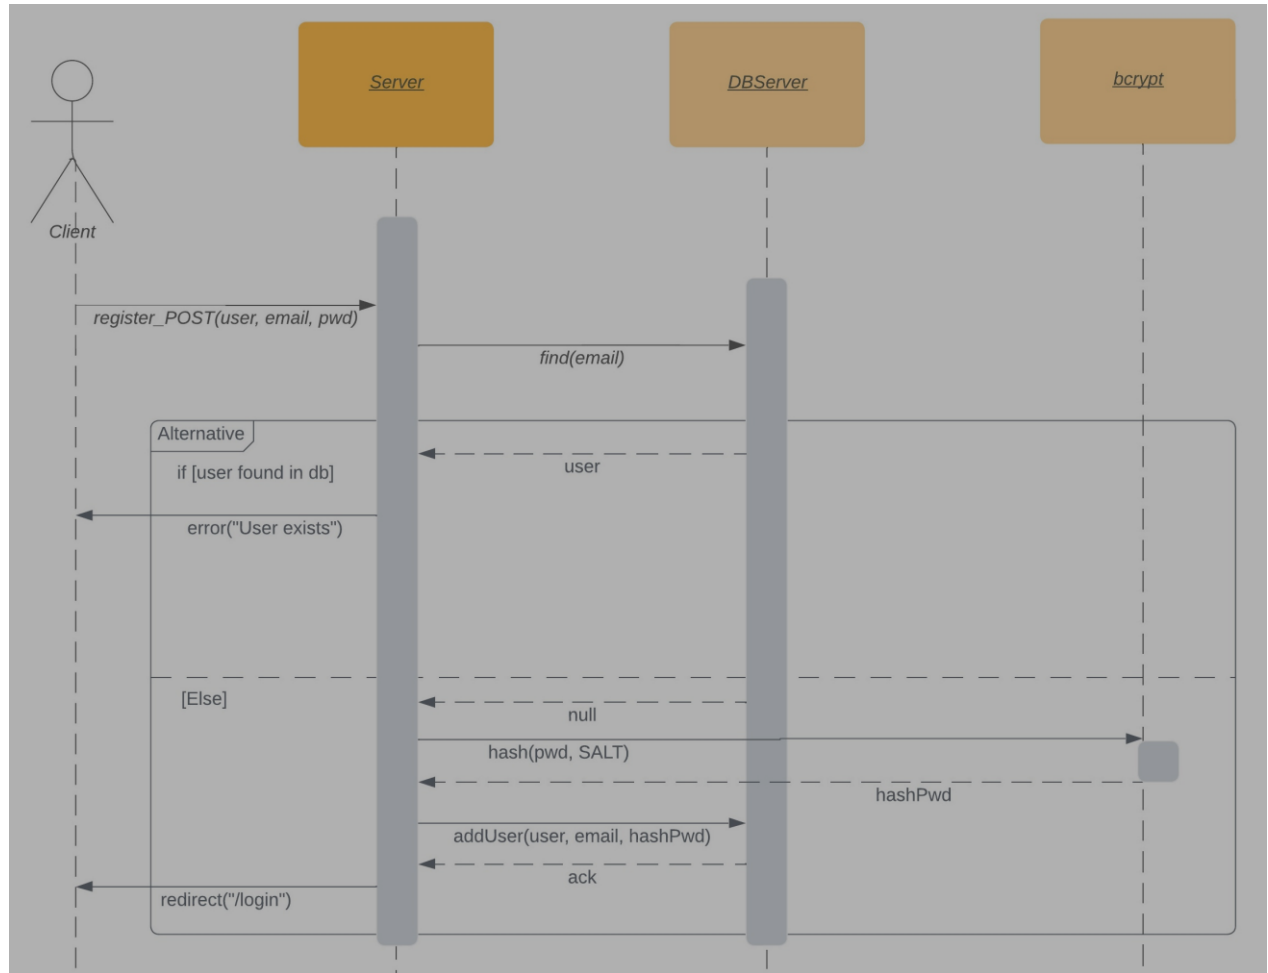 Server
DBServer
bcrypt
Client
register_POST(user, email, pwd)
find(email)
Alternative
user
if [user found in db]
error("User exists")
[Else]
null
hash(pwd, SALT)
hashPwd
addUser(user, email, hashPwd)
ack
redirect("/login")